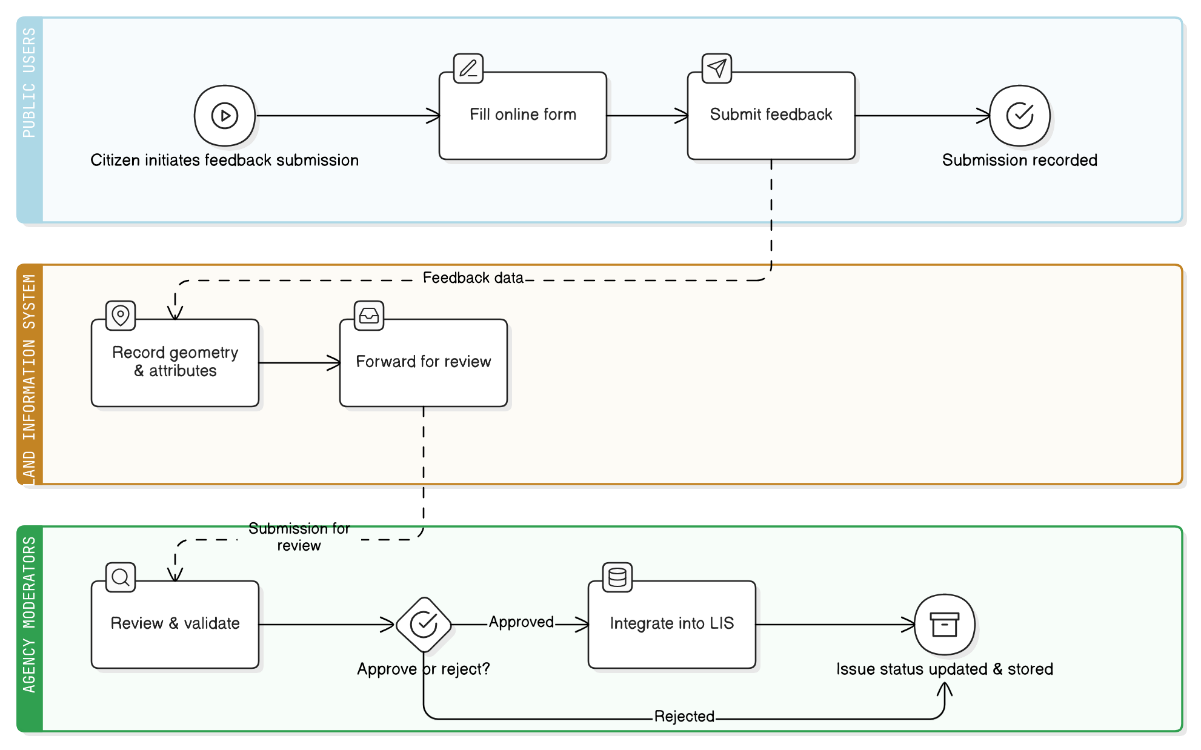 PUBLIC USERS
Fill online form
Submit feedback
Citizen initiates feedback submission
Submission recorded
Feedback data
LAND INFORMATION SYSTEM
Record geometry
& attributes
Forward for review
Submission for
review
AGENCY MODERATORS
Review & validate
Approved
Integrate into LIS
Approve or reject?
Issue status updated & stored
Rejected